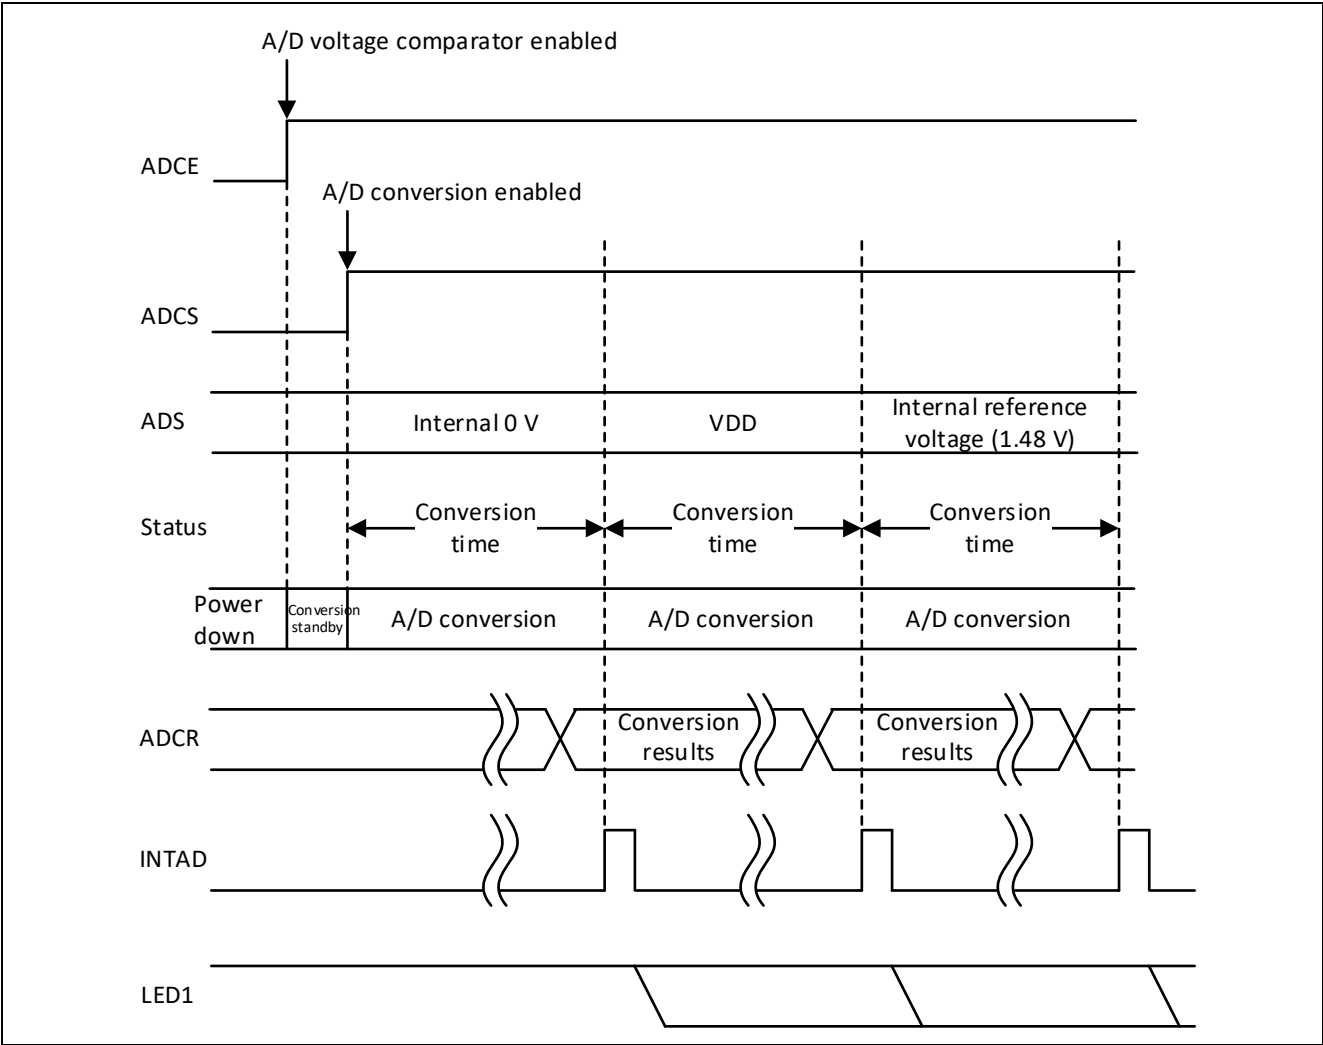 A/D voltage comparator enabled
ADCE
A/D conversion enabled
ADCS
ADS
Internal 0 V
VDD
Internal reference
voltage (1.48 V)
Status
Conversion
time
Conversion
time
Conversion
time
Power
down
Conversion
standby
A/D conversion
A/D conversion
A/D conversion
ADCR
Conversion
results
Conversion
results
INTAD
LED1